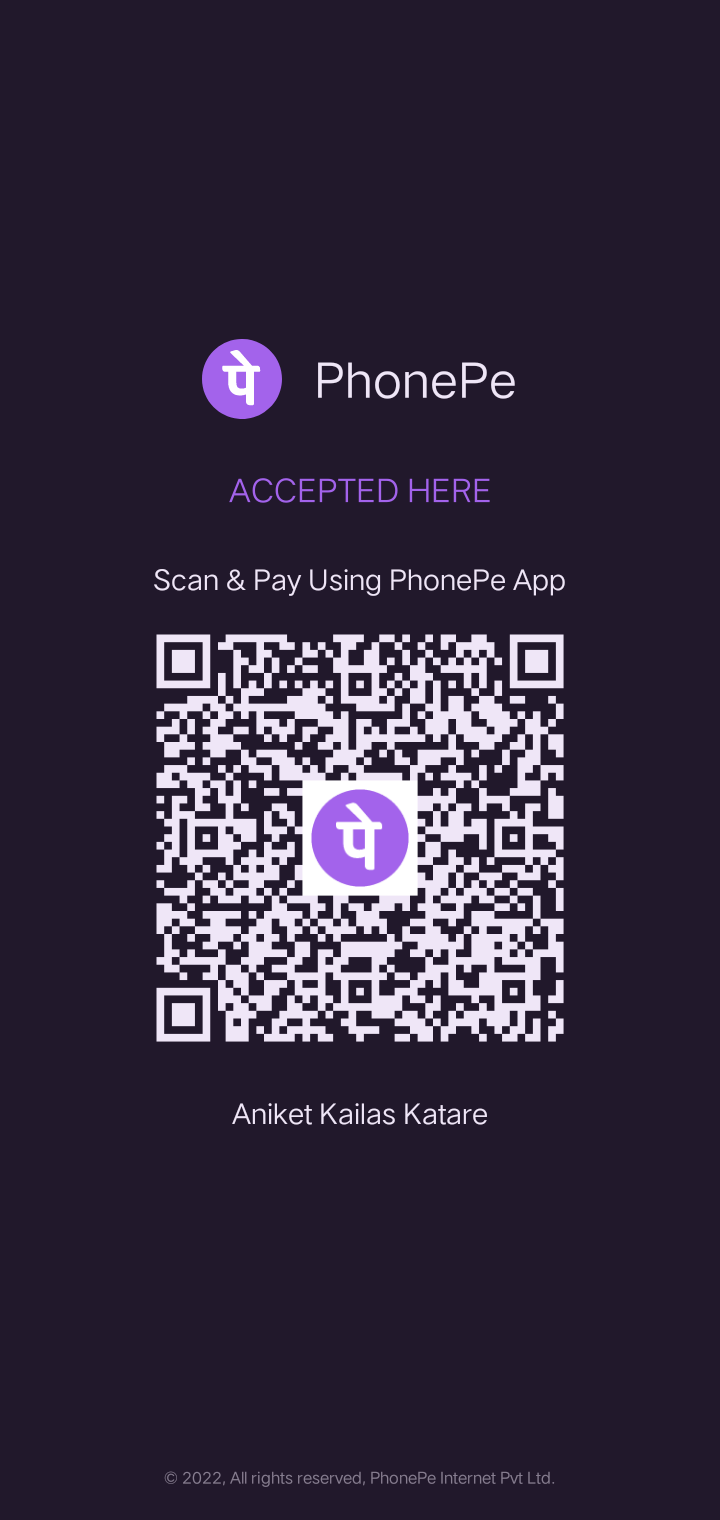 पे PhonePe
ACCEPTED HERE
Scan & Pay Using PhonePe App
पे
Aniket Kailas Katare
© 2022, All rights reserved, PhonePe Internet Pvt Ltd.